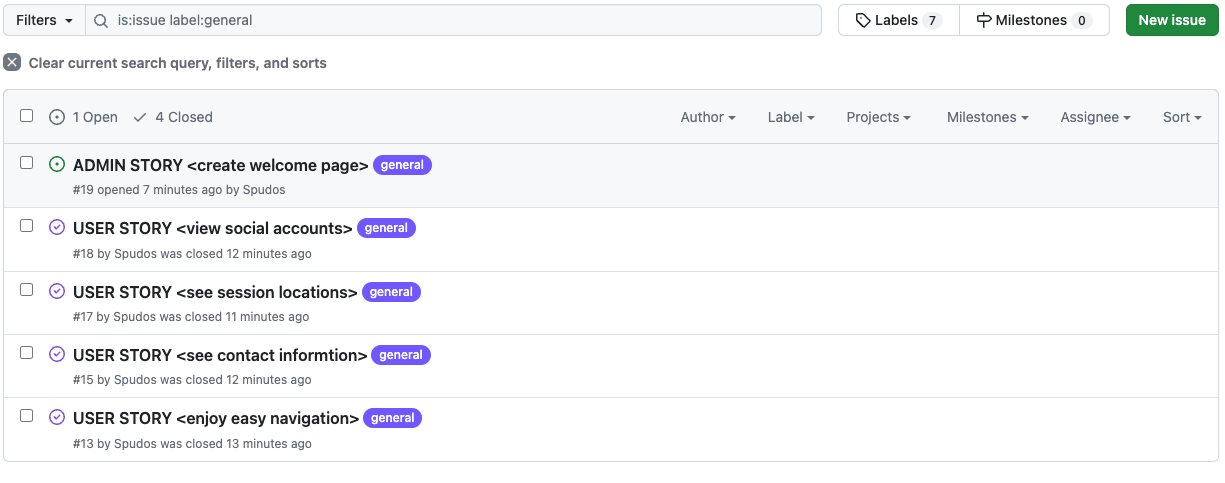 Filters is:issue label:general Labels 7 Milestones 0 New issue
Clear current search query, filters, and sorts
1 Open 4 Closed Author Label Projects Milestones Assignee Sort
ADMIN STORY <create welcome page> general
#19 opened 7 minutes ago by Spudos
USER STORY <view social accounts> general
#18 by Spudos was closed 12 minutes ago
USER STORY <see session locations> general
#17 by Spudos was closed 11 minutes ago
USER STORY <see contact informtion> general
#15 by Spudos was closed 12 minutes ago
USER STORY <enjoy easy navigation> general
#13 by Spudos was closed 13 minutes ago